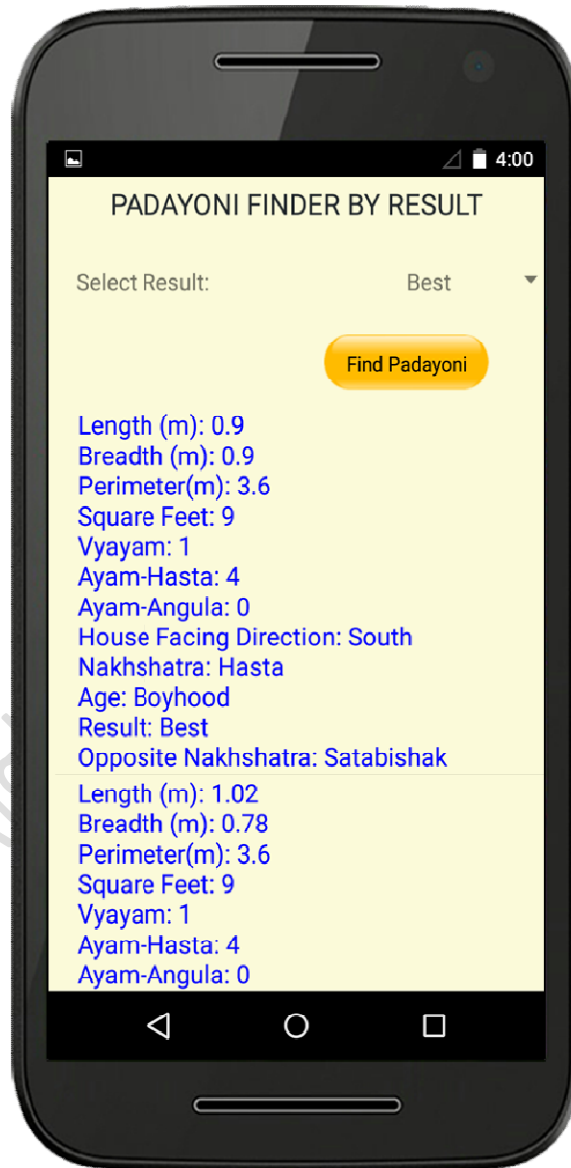 4:00
PADAYONI FINDER BY RESULT
Select Result: Best
Find Padayoni
Length (m): 0.9
Breadth (m): 0.9
Perimeter(m): 3.6
Square Feet: 9
Vyayam: 1
Ayam-Hasta: 4
Ayam-Angula: 0
House Facing Direction: South
Nakhshatra: Hasta
Age: Boyhood
Result: Best
Opposite Nakhshatra: Satabishak
Length (m): 1.02
Breadth (m): 0.78
Perimeter(m): 3.6
Square Feet: 9
Vyayam: 1
Ayam-Hasta: 4
Ayam-Angula: 0